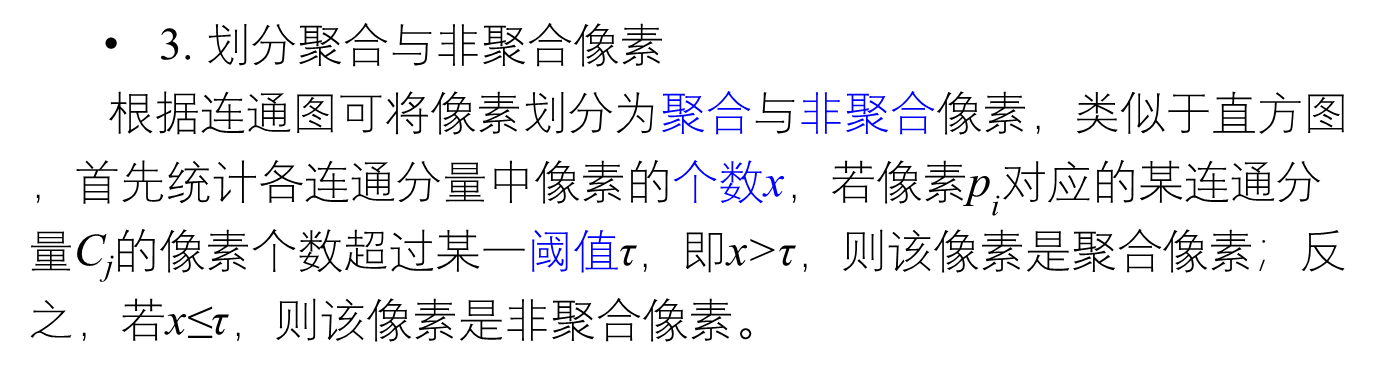 • 3. 划分聚合与非聚合像素
根据连通图可将像素划分为聚合与非聚合像素，类似于直方图
，首先统计各连通分量中像素的个数x，若像素pi对应的某连通分
量Cj的像素个数超过某一阈值τ，即x>τ，则该像素是聚合像素；反
之，若x≤τ，则该像素是非聚合像素。